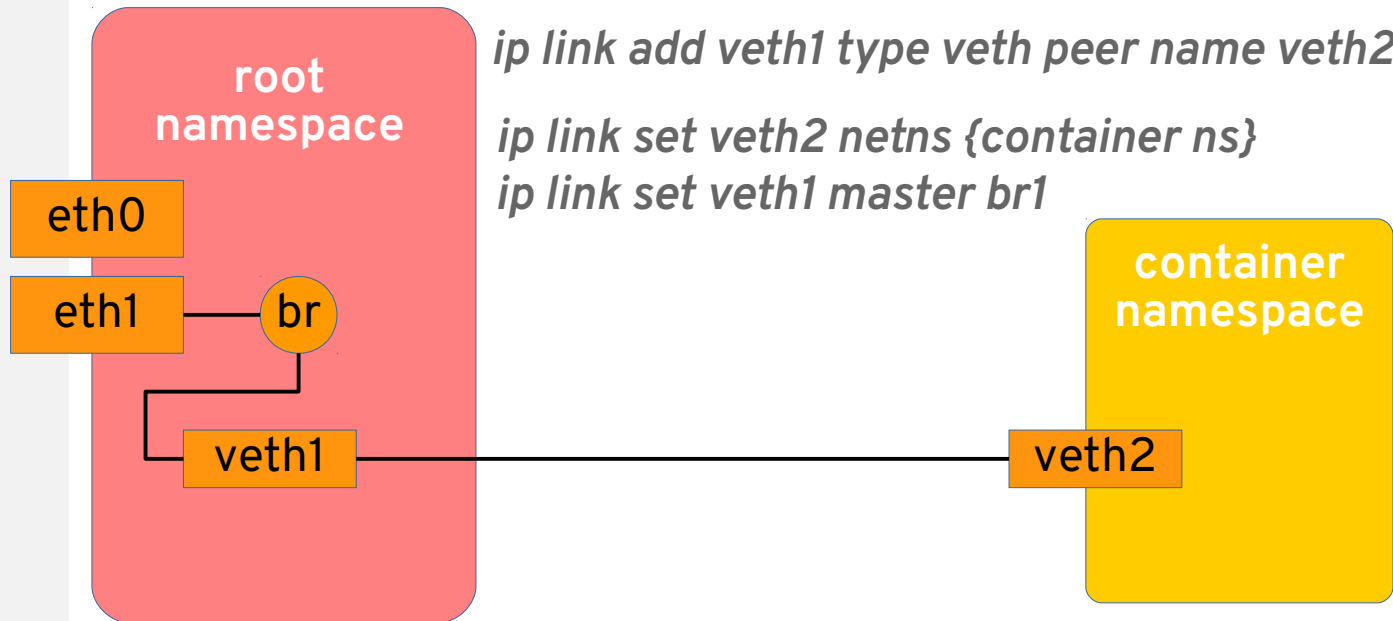 root
namespace
ip link add veth1 type veth peer name veth2
ip link set veth2 netns {container ns}
ip link set veth1 master br1
eth0
eth1
br
veth1
container
namespace
veth2